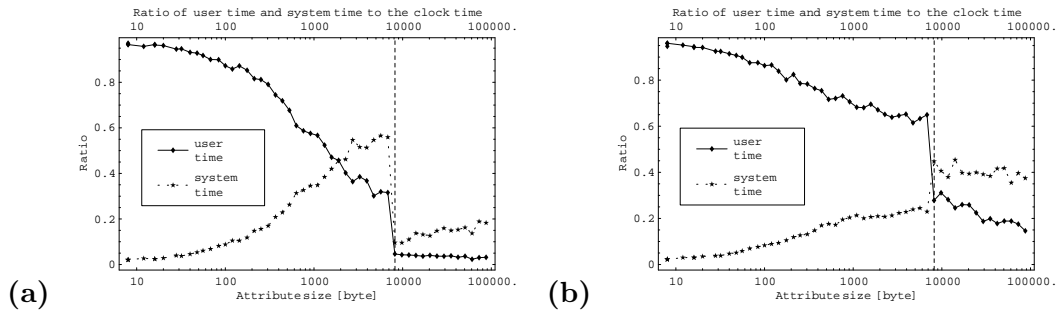 Ratio of user time and system time to the clock time
10 100 1000 10000 100000.
0.8
0.6
0.4
0.2
0
Ratio
user time
system time
10 100 1000 10000 100000.
Attribute size [byte]
(a)
Ratio of user time and system time to the clock time
10 100 1000 10000 100000.
0.8
0.6
0.4
0.2
0
Ratio
user time
system time
10 100 1000 10000 100000.
Attribute size [byte]
(b)